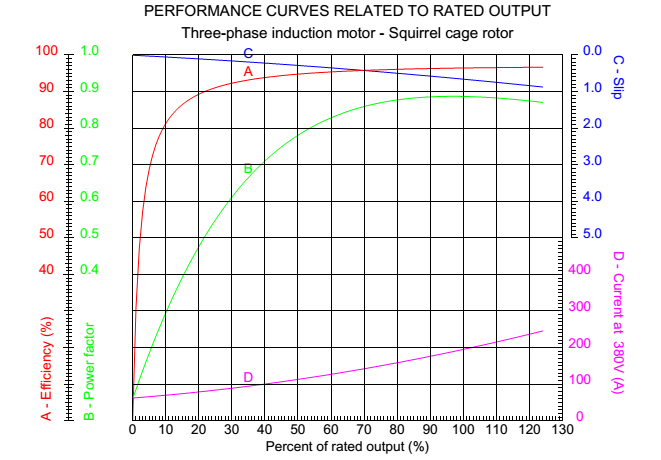 PERFORMANCE CURVES RELATED TO RATED OUTPUT
Three-phase induction motor - Squirrel cage rotor
100 1.0 C 0.0
A
90 0.9 1.0
80 0.8 2.0
70 0.7 B 3.0
60 0.6 4.0
50 0.5 5.0
40 0.4 400
300
200
D 100
0
A - Efficiency (%)
B - Power factor
C - Slip
D - Current at 380V (A)
0 10 20 30 40 50 60 70 80 90 100 110 120 130
Percent of rated output (%)